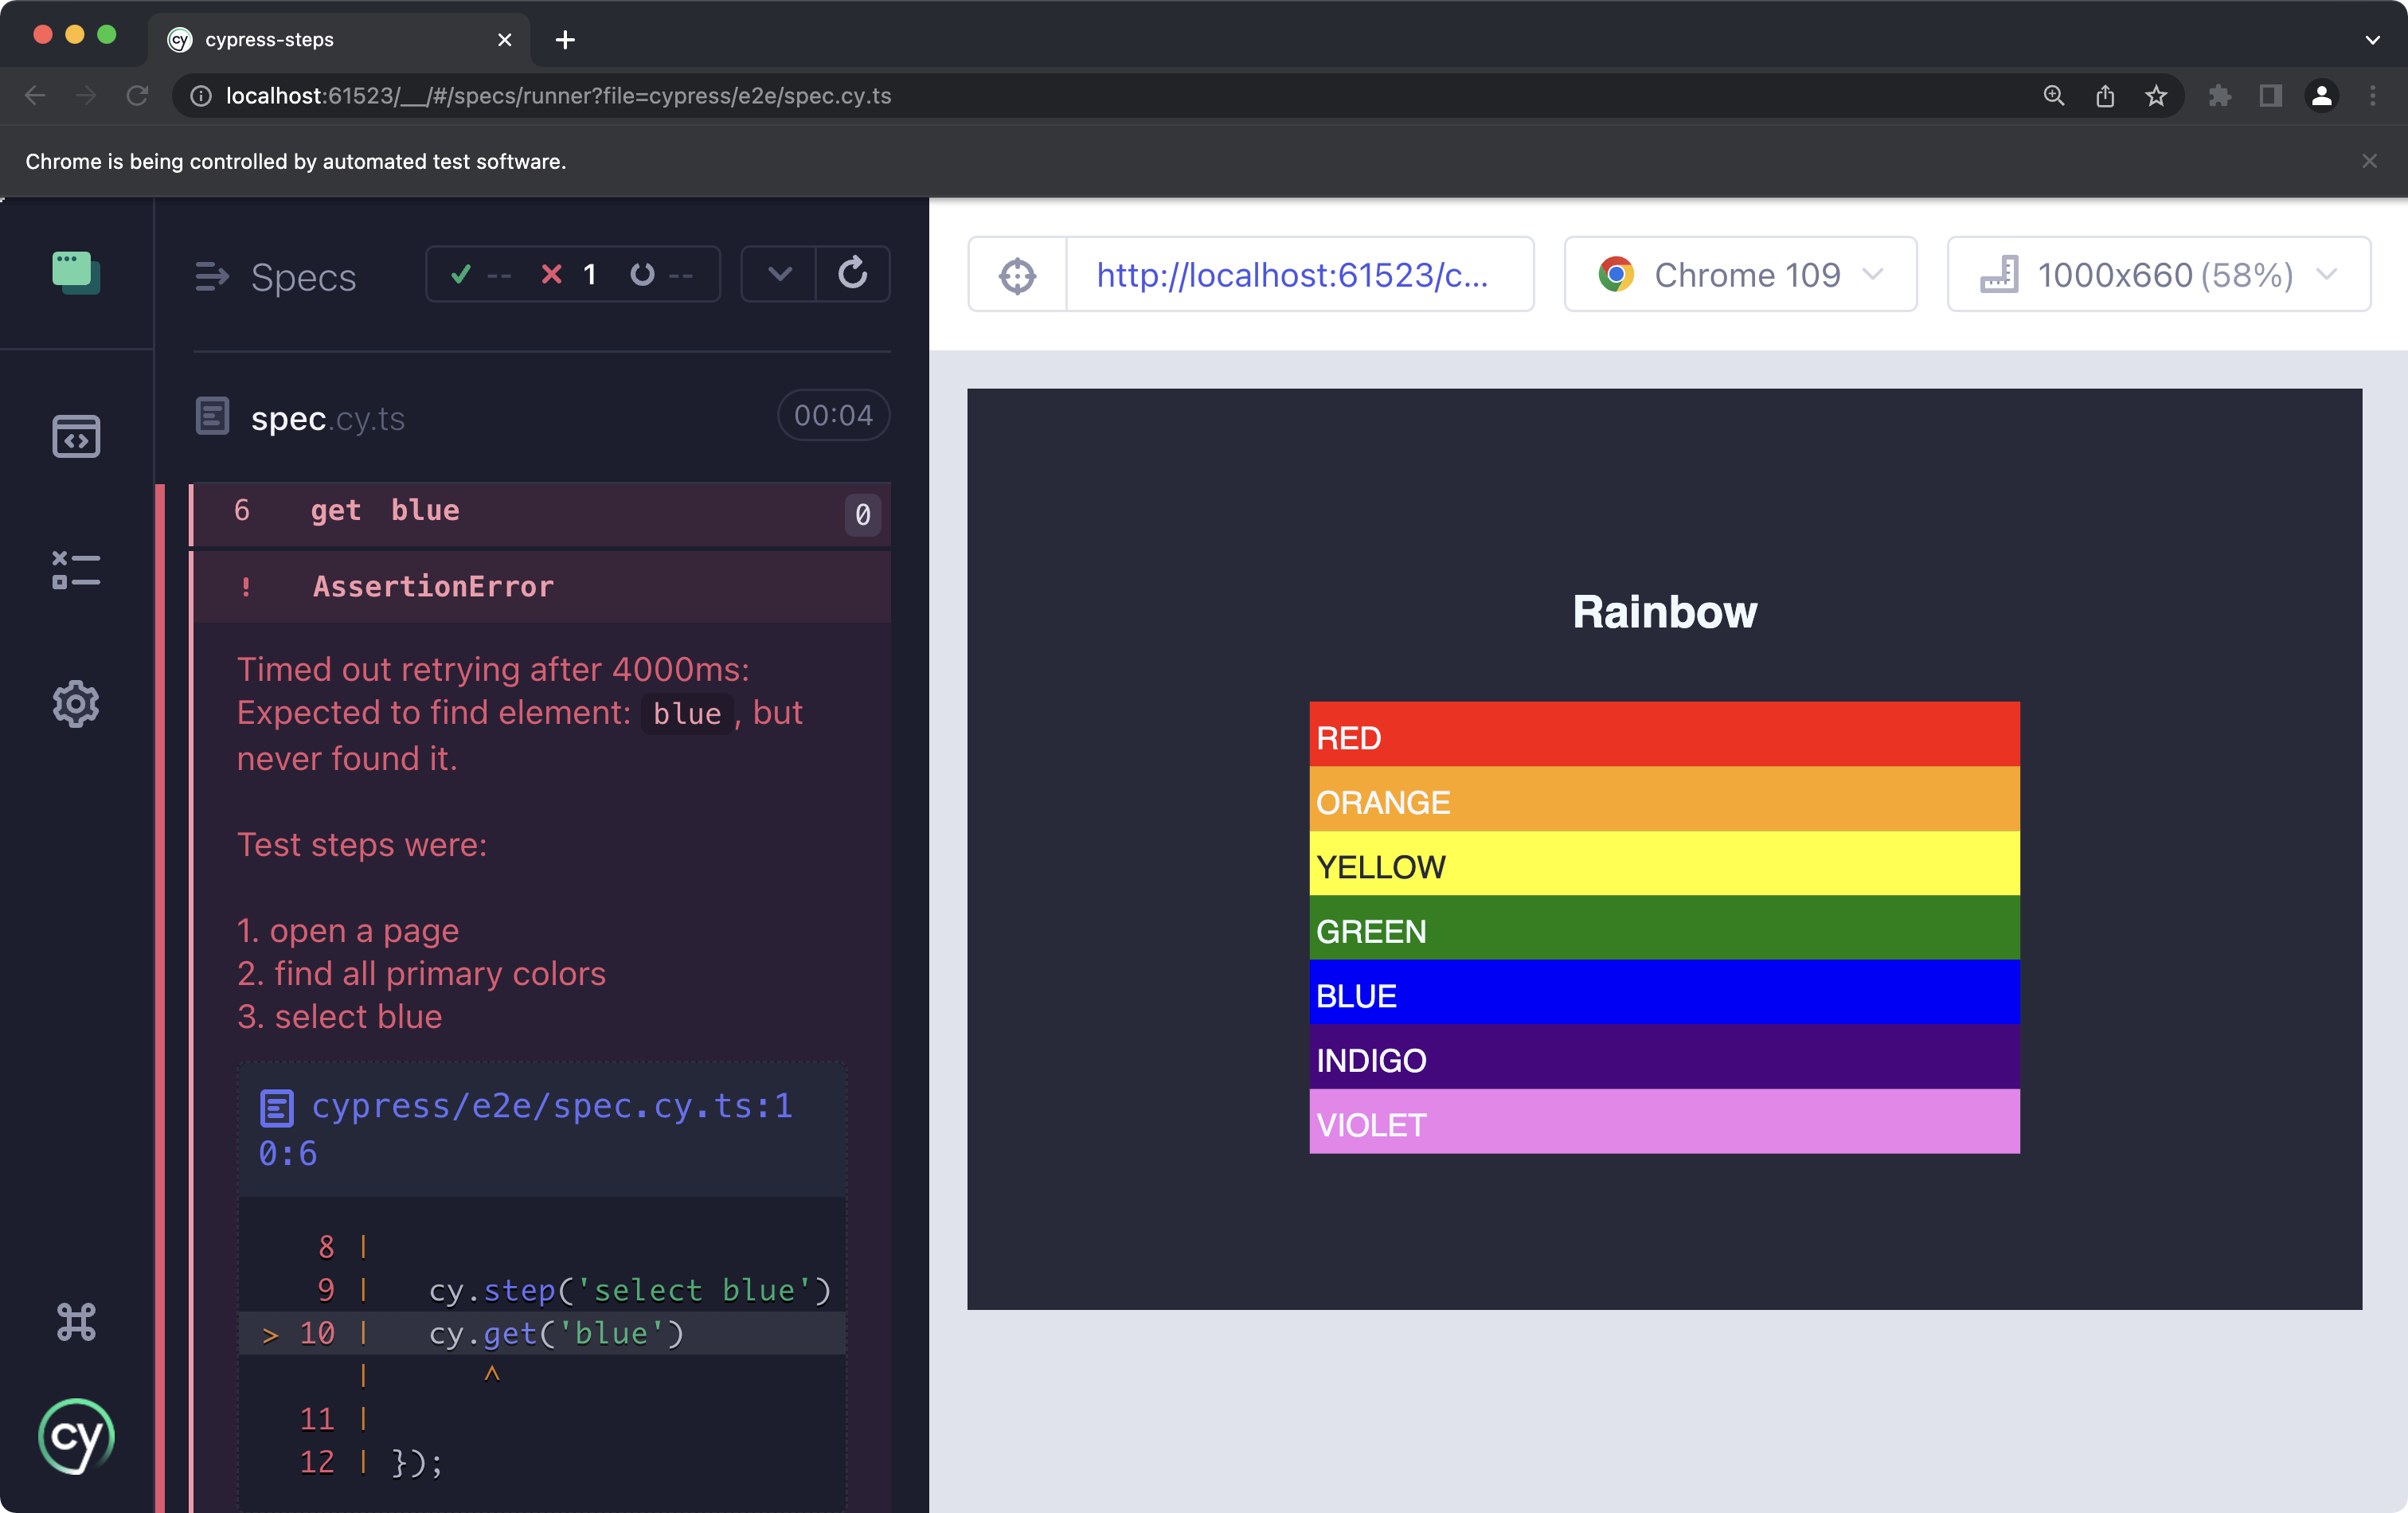 cypress-steps
localhost:61523/__/#/specs/runner?file=cypress/e2e/spec.cy.ts
Chrome is being controlled by automated test software.
Specs -- 1 --
http://localhost:61523/c... Chrome 109 1000x660 (58%)
spec.cy.ts 00:04
6 get blue 0
! AssertionError
Timed out retrying after 4000ms:
Expected to find element: blue, but
never found it.
Test steps were:
1. open a page
2. find all primary colors
3. select blue
cypress/e2e/spec.cy.ts:1
0:6
8 |
9 | cy.step('select blue')
> 10 | cy.get('blue')
| ^
11 |
12 | });
cy
Rainbow
RED
ORANGE
YELLOW
GREEN
BLUE
INDIGO
VIOLET